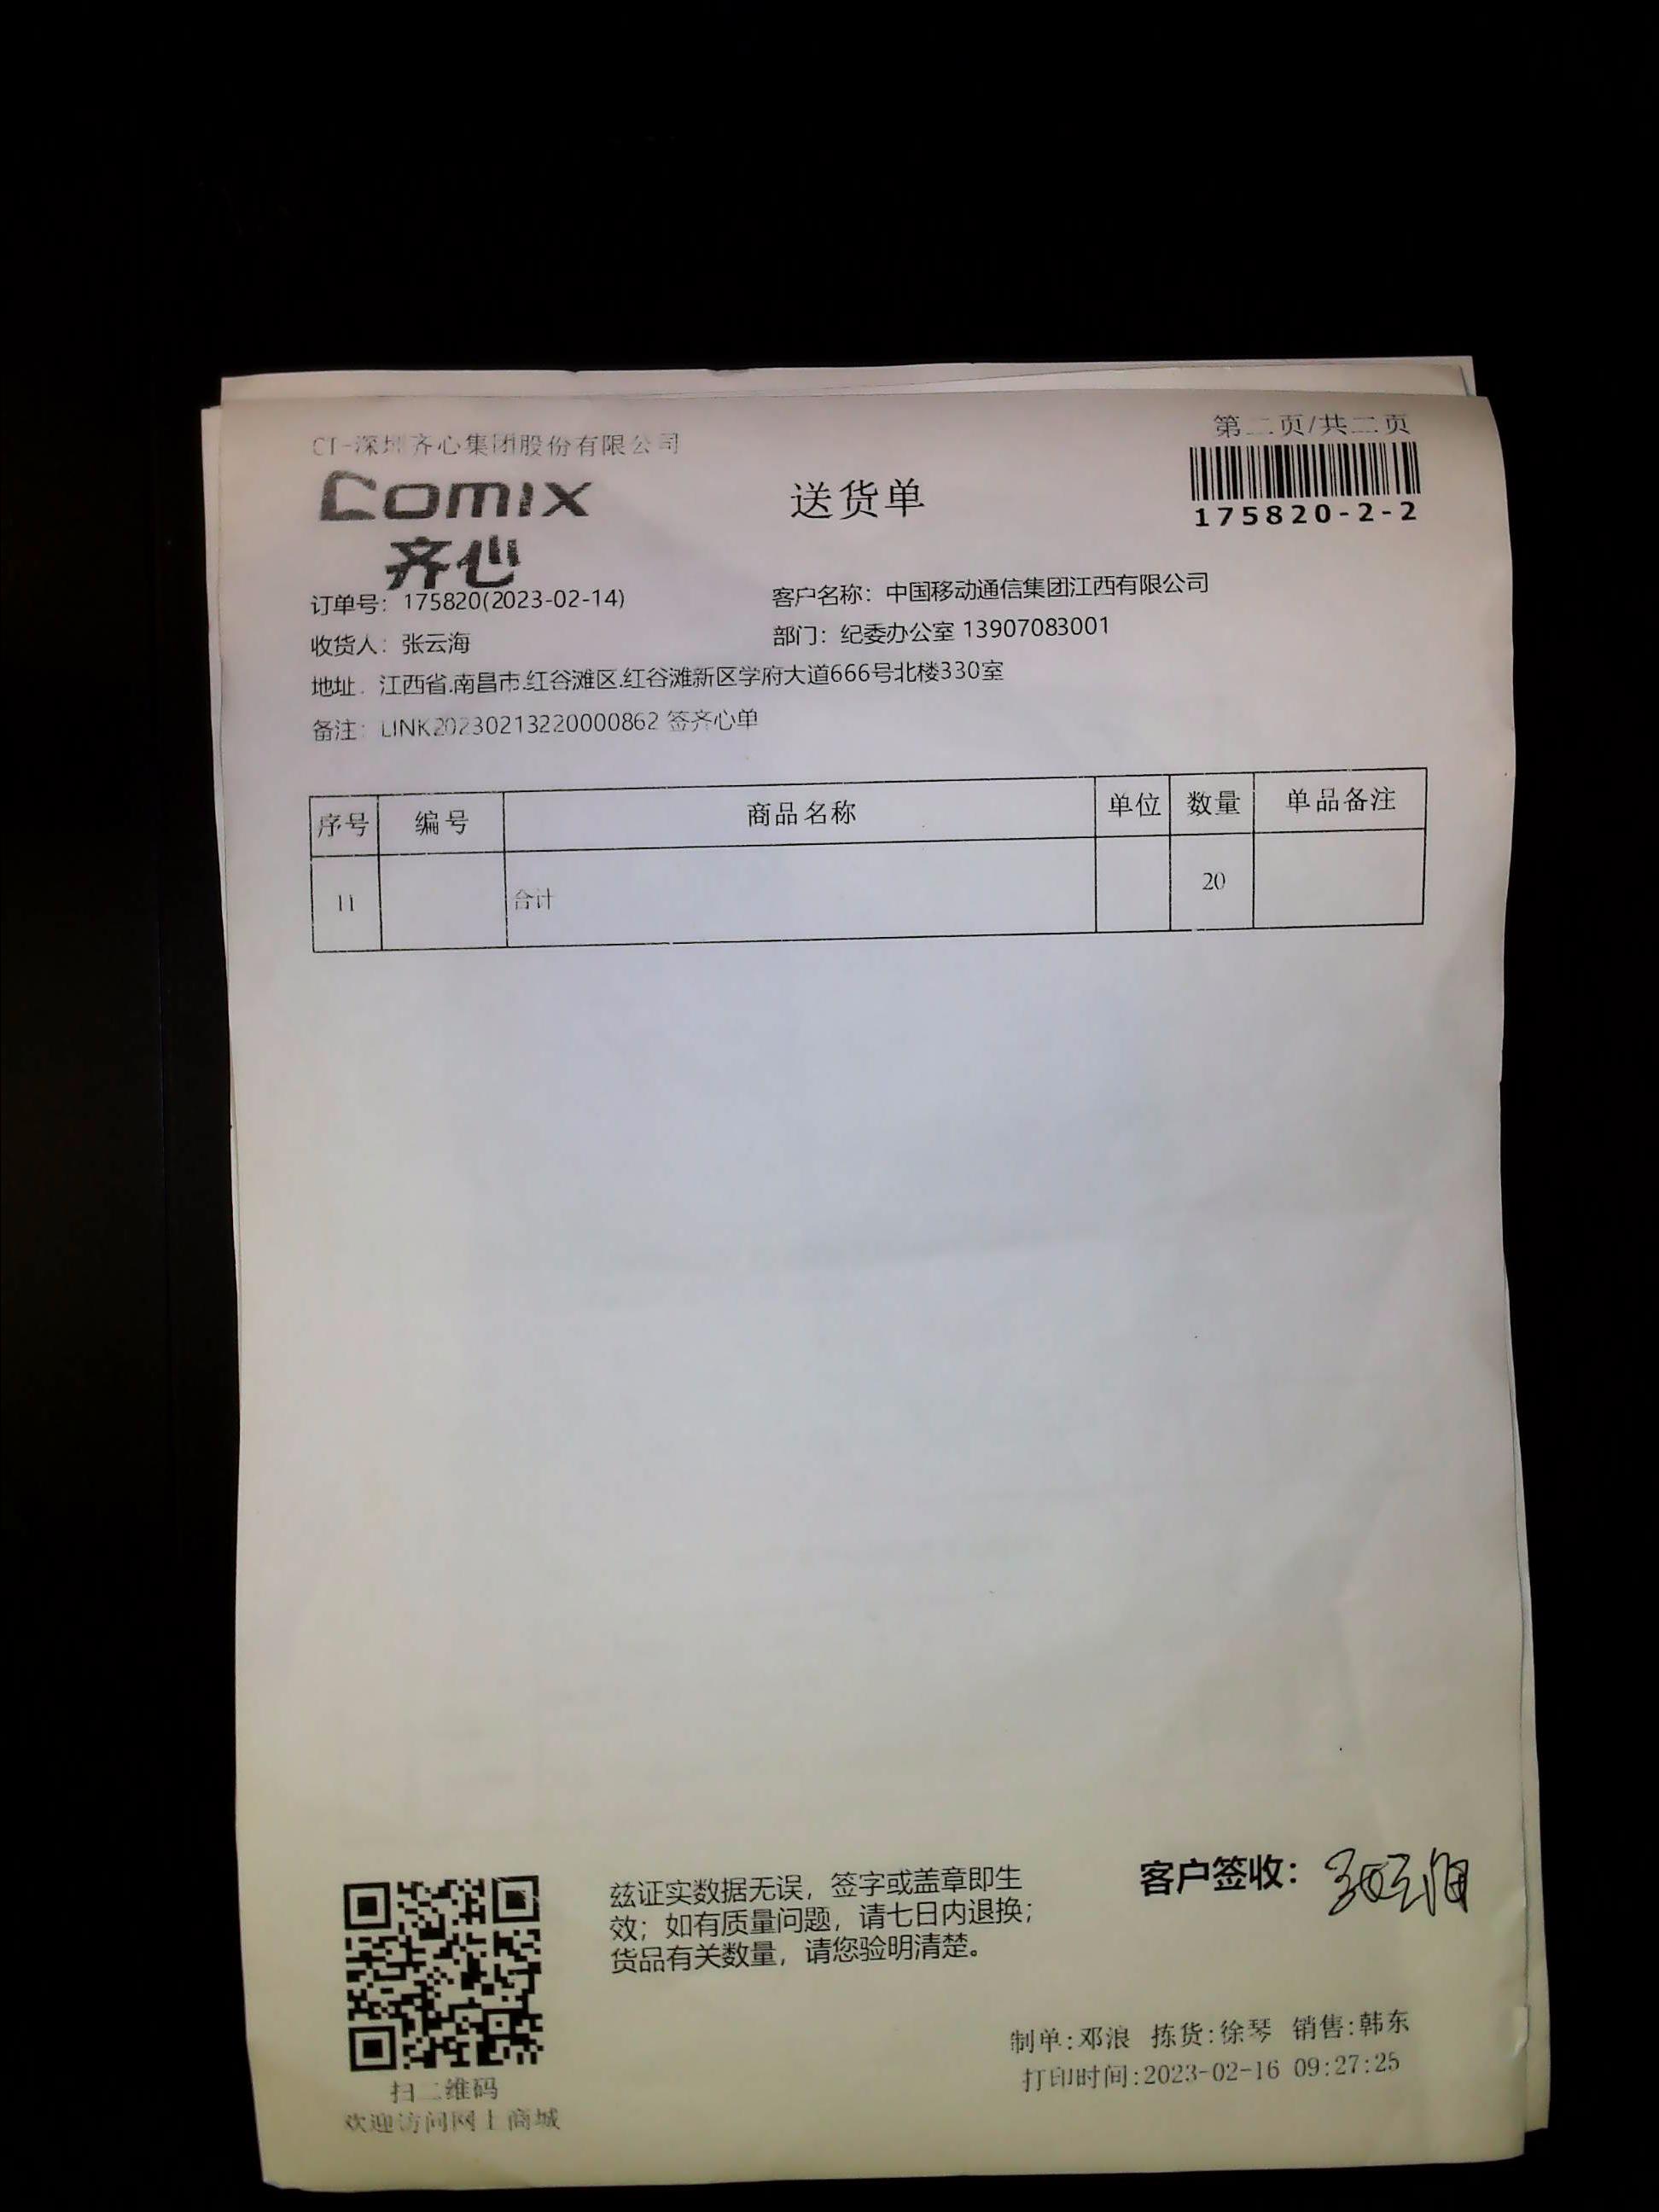 第二页/共二页
CT-深圳齐心集团股份有限公司
comix
齐心
送货单
175820-2-2
订单号：175820(2023-02-14)
客户名称：中国移动通信集团江西有限公司
收货人：张云海
部门：纪委办公室 13907083001
地址：江西省.南昌市.红谷滩区.红谷滩新区学府大道666号北楼330室
备注：LINK20230213220000862 签齐心单
序号 编号 商品名称 单位 数量 单品备注
11 合计 20
兹证实数据无误，签字或盖章即生
效；如有质量问题，请七日内退换；
货品有关数量，请您验明清楚。
客户签收：张云海
制单:邓浪 拣货:徐琴 销售:韩东
打印时间:2023-02-16 09:27:25
扫二维码
欢迎访问网上商城